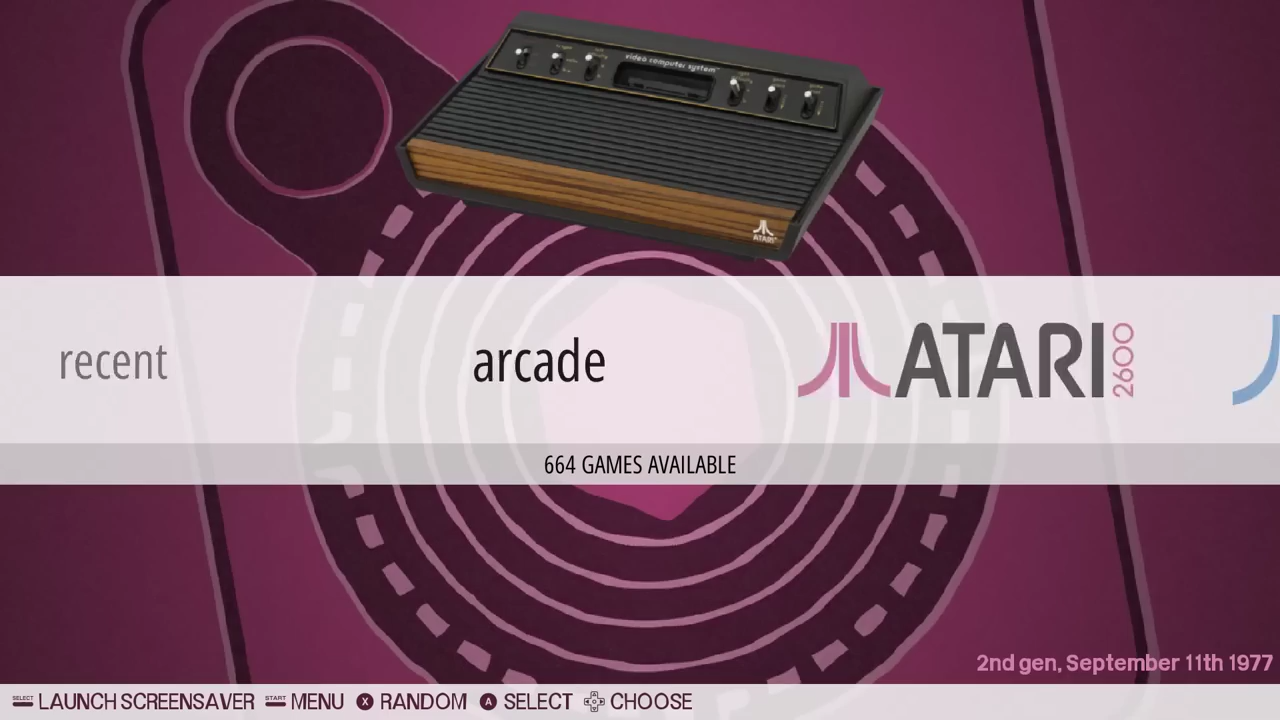 video computer system
ATARI
recent
arcade
ATARI 2600
664 GAMES AVAILABLE
2nd gen, September 11th 1977
SELECT LAUNCH SCREENSAVER START MENU X RANDOM A SELECT CHOOSE